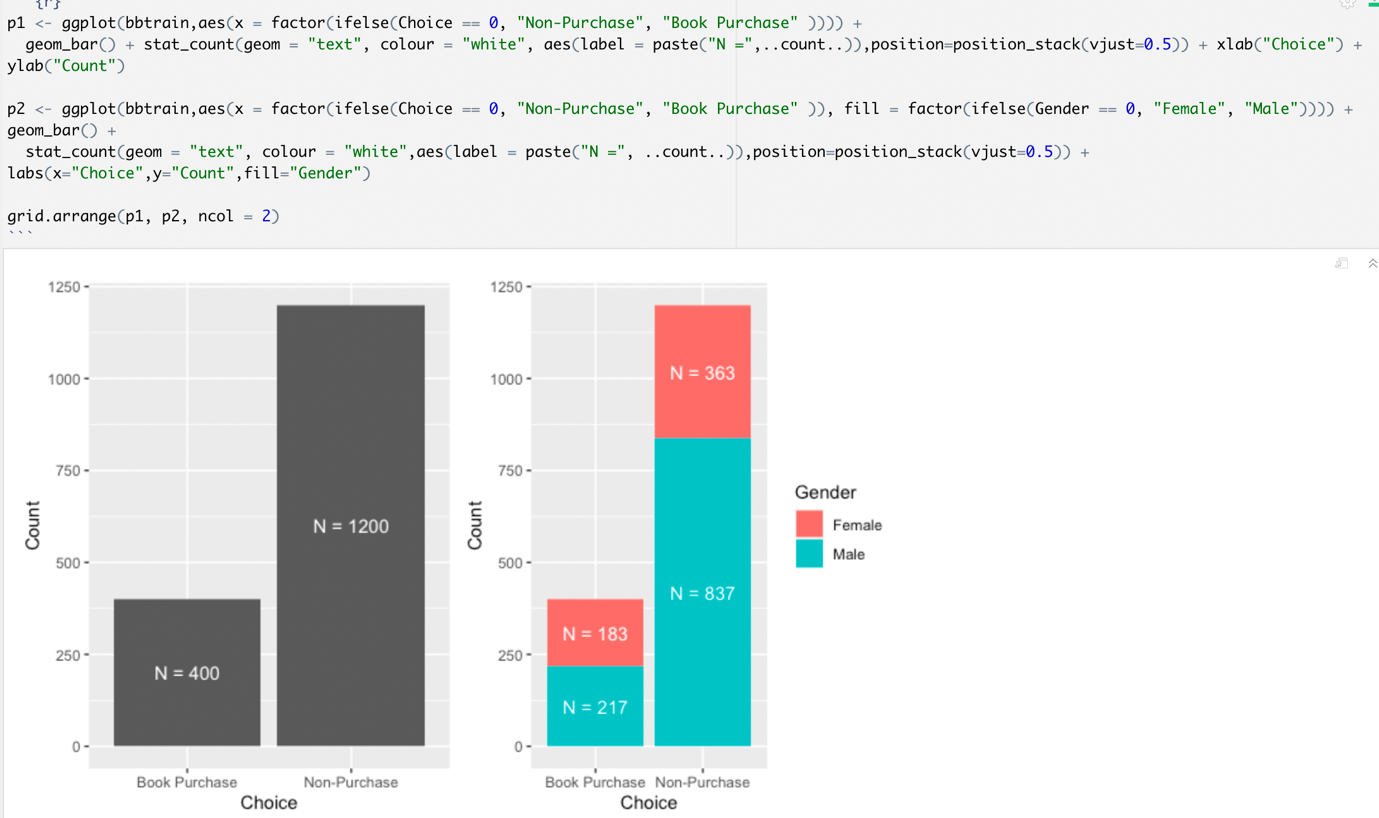 {r}
p1 <- ggplot(bbtrain,aes(x = factor(ifelse(Choice == 0, "Non-Purchase", "Book Purchase" )))) +
  geom_bar() + stat_count(geom = "text", colour = "white", aes(label = paste("N =",..count..)),position=position_stack(vjust=0.5)) + xlab("Choice") +
ylab("Count")
p2 <- ggplot(bbtrain,aes(x = factor(ifelse(Choice == 0, "Non-Purchase", "Book Purchase" )), fill = factor(ifelse(Gender == 0, "Female", "Male")))) +
geom_bar() +
  stat_count(geom = "text", colour = "white",aes(label = paste("N =", ..count..)),position=position_stack(vjust=0.5)) +
labs(x="Choice",y="Count",fill="Gender")
grid.arrange(p1, p2, ncol = 2)
```
1250
1000
750
500
250
0
Count
N = 400
N = 1200
Book Purchase
Non-Purchase
Choice
1250
1000
750
500
250
0
Count
N = 363
N = 837
N = 183
N = 217
Book Purchase
Non-Purchase
Choice
Gender
Female
Male